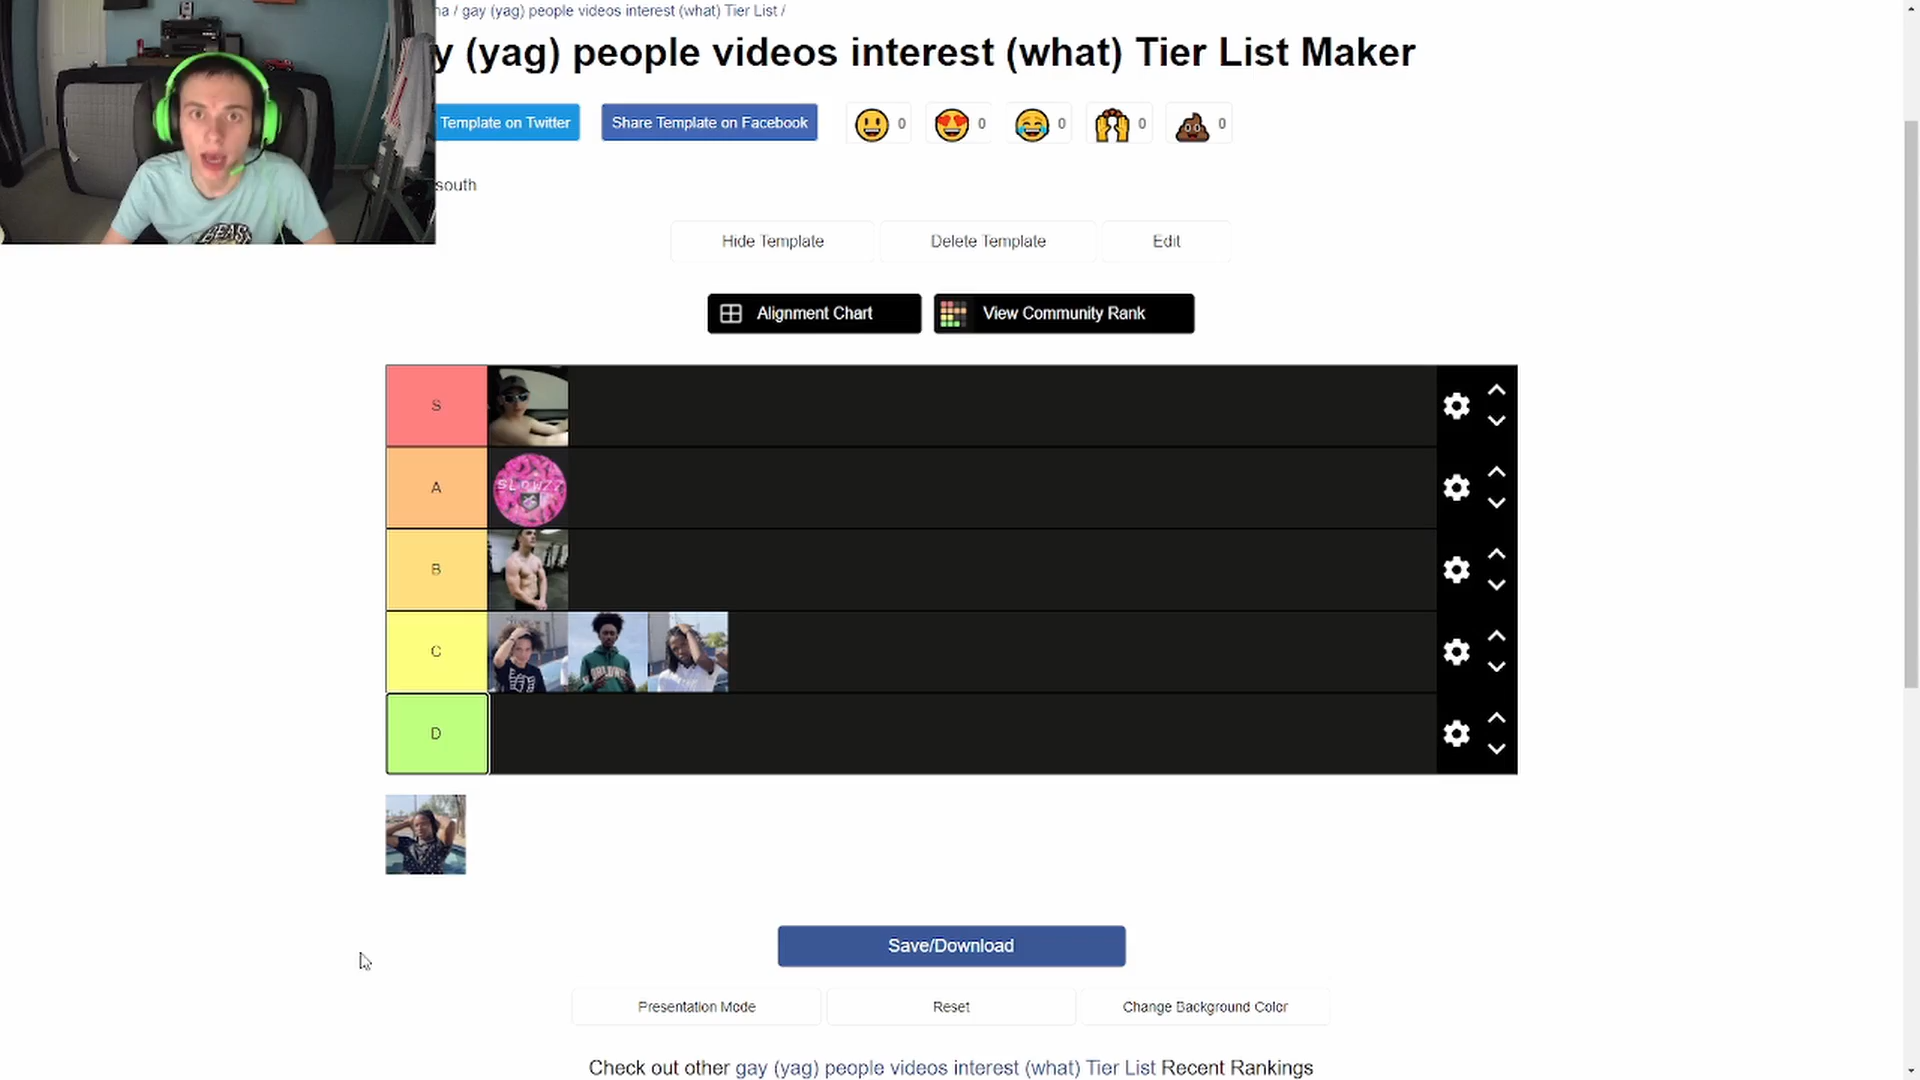 na / gay (yag) people videos interest (what) Tier List /
y (yag) people videos interest (what) Tier List Maker
Template on Twitter
Share Template on Facebook
0
0
0
0
0
south
Hide Template
Delete Template
Edit
Alignment Chart
View Community Rank
S
A
SLOWZZ
B
C
D
Save/Download
Presentation Mode
Reset
Change Background Color
Check out other gay (yag) people videos interest (what) Tier List Recent Rankings